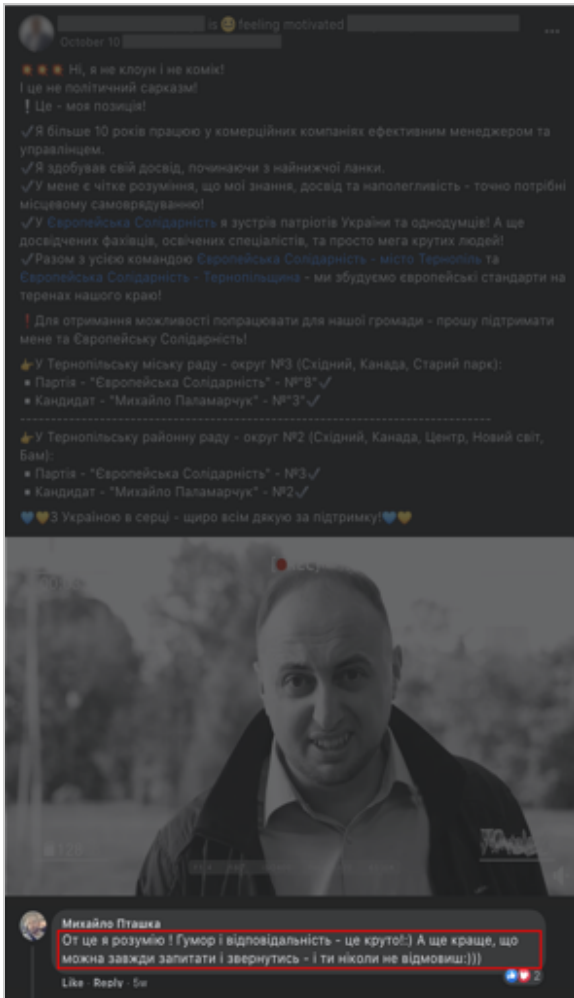 is 😊 feeling motivated
October 10
💥💥💥 Ні, я не клоун і не комік!
І це не політичний сарказм!
❗Це - моя позиція!
✓Я більше 10 років працюю у комерційних компаніях ефективним менеджером та
управлінцем.
✓Я здобував свій досвід, починаючи з найнижчої ланки.
✓У мене є чітке розуміння, що мої знання, досвід та наполегливість - точно потрібні
місцевому самоврядуванню!
✓У Європейська Солідарність я зустрів патріотів України та однодумців! А ще
досвідчених фахівців, освічених спеціалістів, та просто мега крутих людей!
✓Разом з усією командою Європейська Солідарність - місто Тернопіль та
Європейська Солідарність - Тернопільщина - ми збудуємо європейські стандарти на
теренах нашого краю!
❗Для отримання можливості попрацювати для нашої громади - прошу підтримати
мене та Європейську Солідарність!
👉У Тернопільську міську раду - округ №3 (Східний, Канада, Старий парк):
▪Партія - "Європейська Солідарність" - №"8"✓
▪Кандидат - "Михайло Паламарчук" - №"3"✓
--------------------------------------------------------------------------
👉У Тернопільську районну раду - округ №2 (Східний, Канада, Центр, Новий світ,
Бам):
▪Партія - "Європейська Солідарність" - №3✓
▪Кандидат - "Михайло Паламарчук" - №2✓
💙💛З Україною в серці - щиро всім дякую за підтримку!💙💛
Михайло Пташка
От це я розумію ! Гумор і відповідальність - це круто!:) А ще краще, що
можна завжди запитати і звернутись - і ти ніколи не відмовиш:)))
2
Like · Reply · 5w